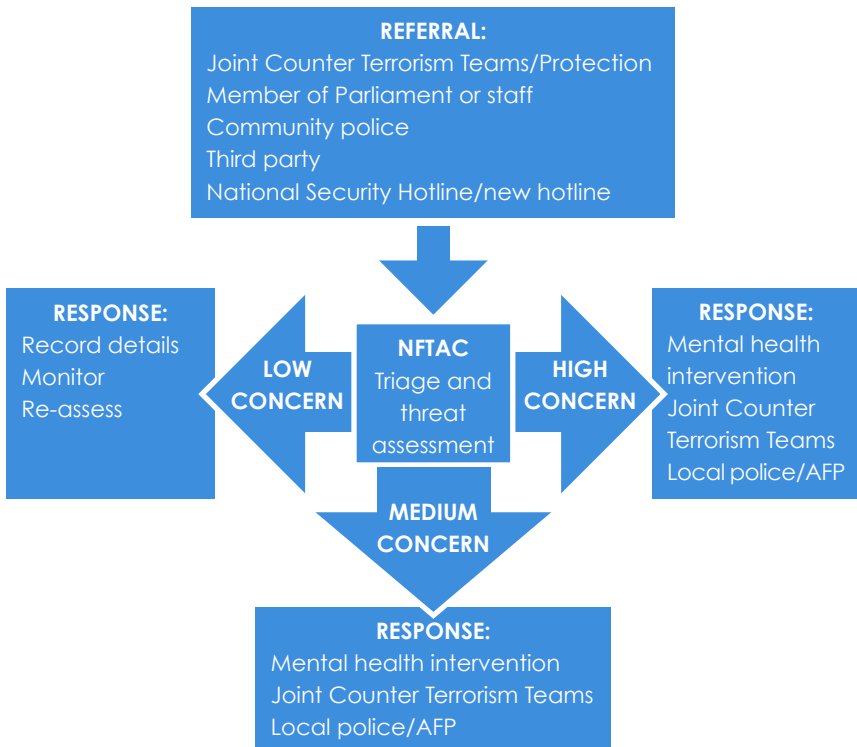 REFERRAL:
Joint Counter Terrorism Teams/Protection
Member of Parliament or staff
Community police
Third party
National Security Hotline/new hotline
RESPONSE:
Record details
Monitor
Re-assess
LOW
CONCERN
NFTAC
Triage and
threat
assessment
HIGH
CONCERN
RESPONSE:
Mental health
intervention
Joint Counter
Terrorism Teams
Local police/AFP
MEDIUM
CONCERN
RESPONSE:
Mental health intervention
Joint Counter Terrorism Teams
Local police/AFP